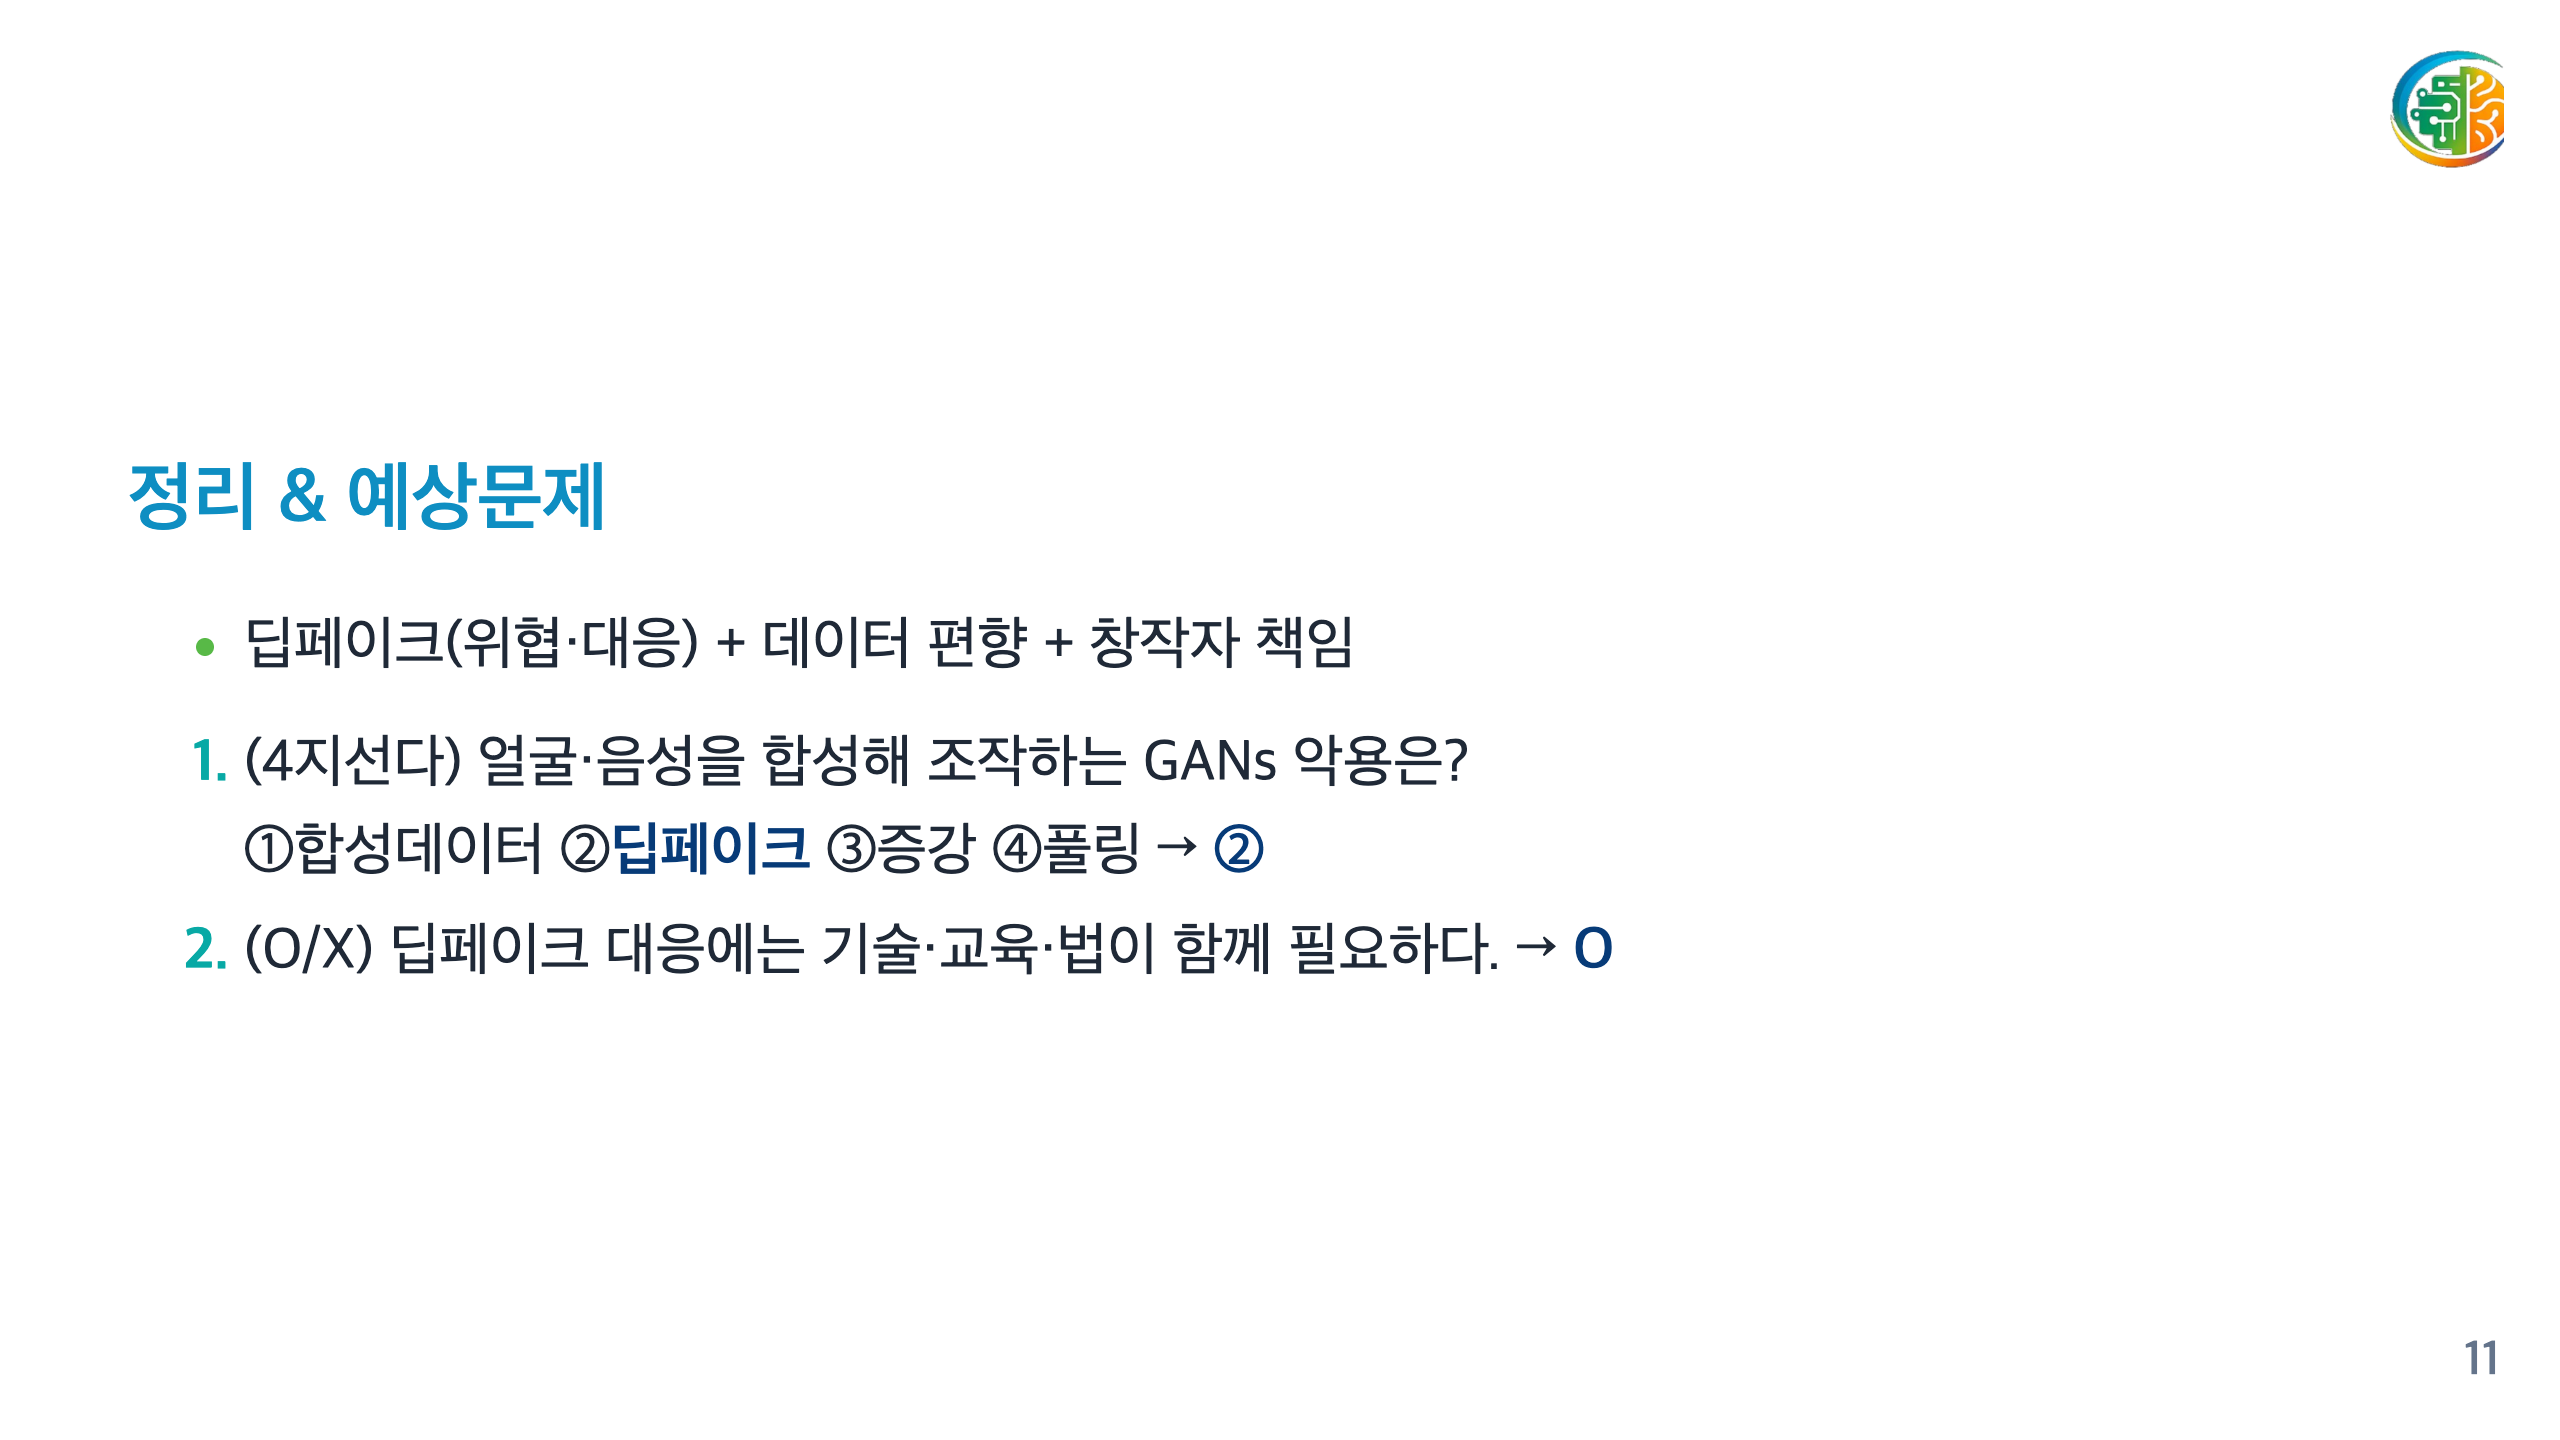 정리 & 예상문제
• 딥페이크(위협·대응) + 데이터 편향 + 창작자 책임
1. (4지선다) 얼굴·음성을 합성해 조작하는 GANs 악용은?
①합성데이터 ②딥페이크 ③증강 ④풀링 → ②
2. (O/X) 딥페이크 대응에는 기술·교육·법이 함께 필요하다. → O
11